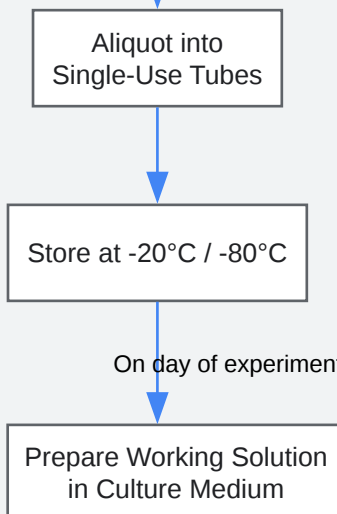 Aliquot into
Single-Use Tubes
Store at -20°C / -80°C
On day of experiment
Prepare Working Solution
in Culture Medium